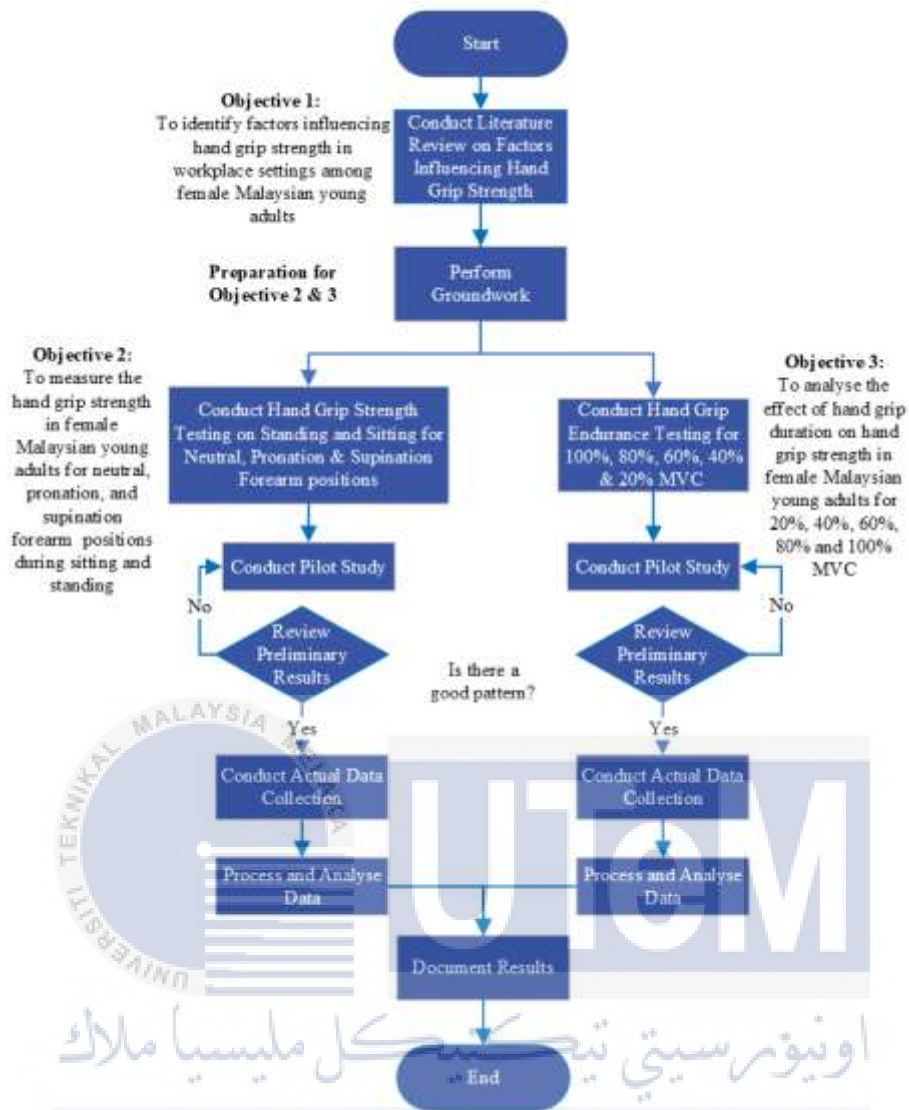 Start
Objective 1:
To identify factors influencing
hand grip strength in
workplace settings among
female Malaysian young
adults
Conduct Literature
Review on Factors
Influencing Hand
Grip Strength
Preparation for
Objective 2 & 3
Perform
Groundwork
Objective 2:
To measure the
hand grip strength
in female
Malaysian young
adults for neutral,
pronation, and
supination
forearm positions
during sitting and
standing
Conduct Hand Grip Strength
Testing on Standing and Sitting for
Neutral, Pronation & Supination
Forearm positions
Conduct Hand Grip
Endurance Testing for
100%, 80%, 60%, 40%
& 20% MVC
Objective 3:
To analyse the
effect of hand grip
duration on hand
grip strength in
female Malaysian
young adults for
20%, 40%, 60%,
80% and 100%
MVC
Conduct Pilot Study
Conduct Pilot Study
No
No
Review
Preliminary
Results
Is there a
good pattern?
Review
Preliminary
Results
Yes
Yes
Conduct Actual Data
Collection
Conduct Actual Data
Collection
Process and Analyse
Data
Process and Analyse
Data
Document Results
End
UNIVERSITI TEKNIKAL MALAYSIA MELAKA
UTeM
اونيۏرسيتي تيكنيكل مليسيا ملاك